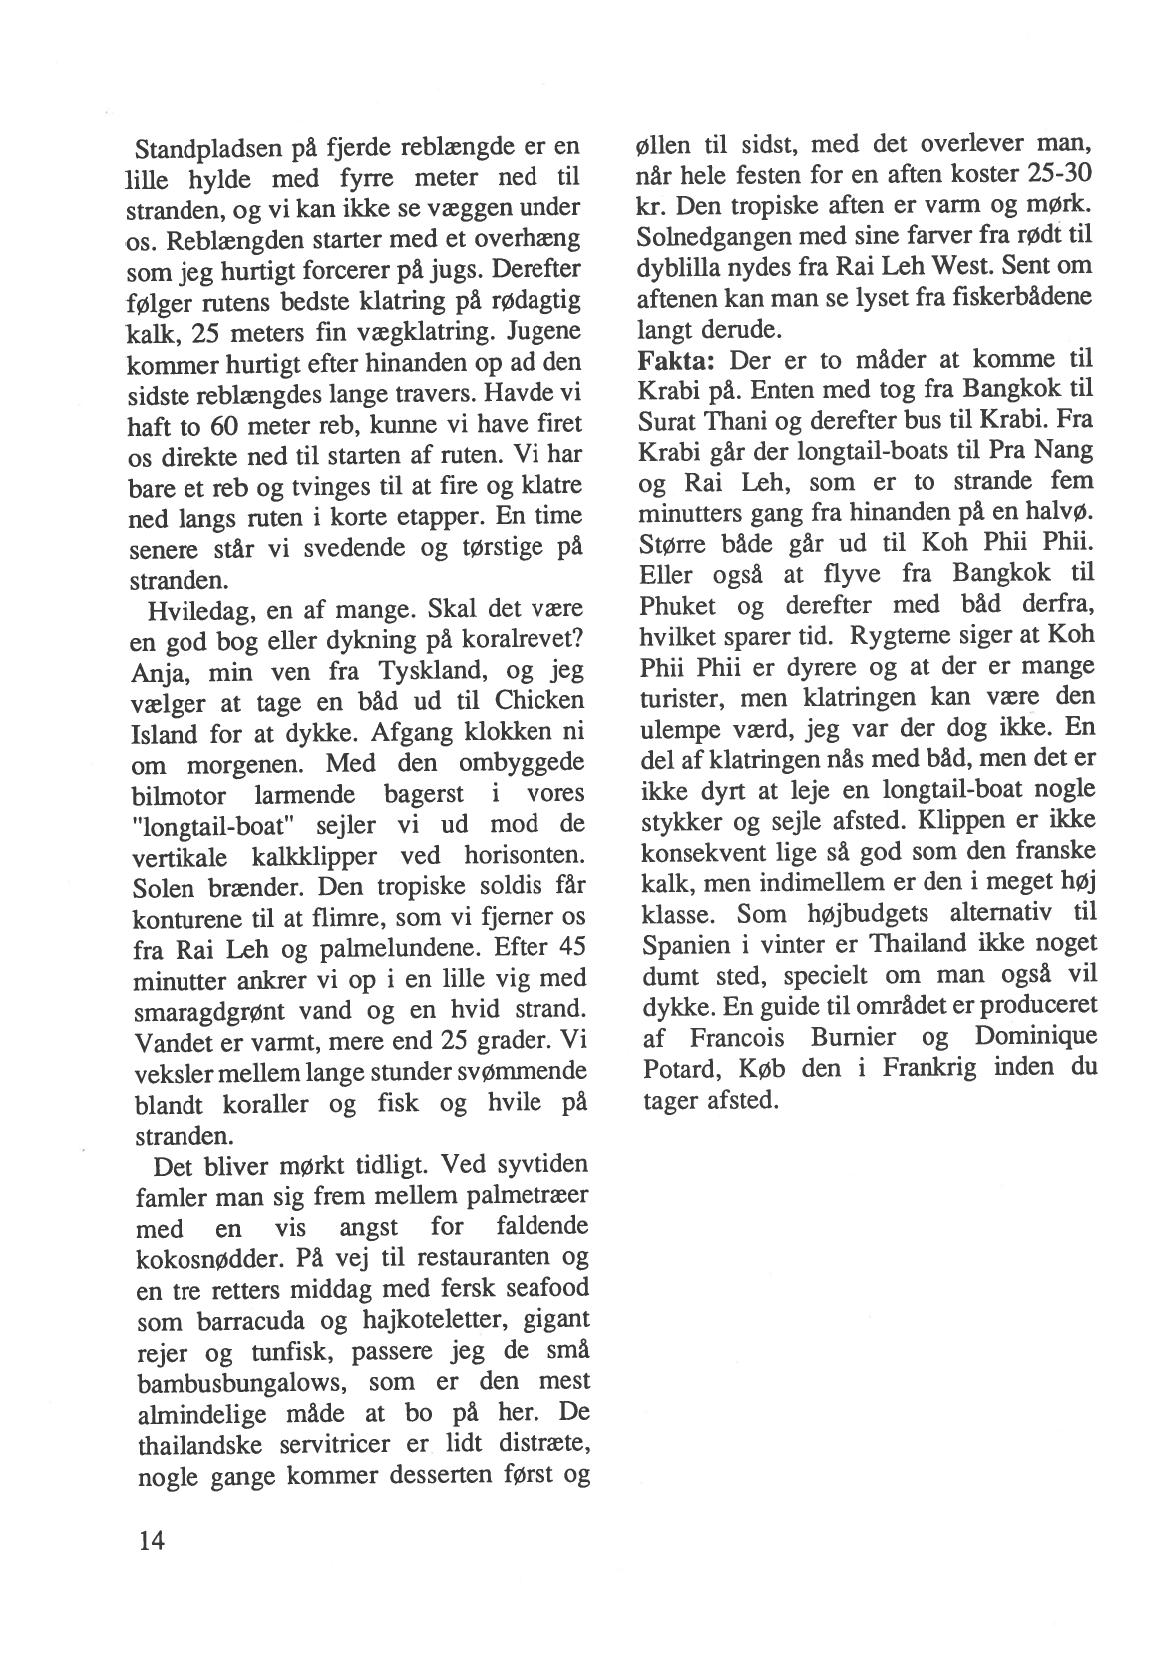 Standpladsen på fjerde reblængde er en
lille hylde med fyrre meter ned til
stranden, og vi kan ikke se væggen under
os. Reblængden starter med et overhæng
som jeg hurtigt forcerer på jugs. Derefter
følger rutens bedste klatring på rødagtig
kalk, 25 meters fin vægklatring. Jugene
kommer hurtigt efter hinanden op ad den
sidste reblængdes lange travers. Havde vi
haft to 60 meter reb, kunne vi have firet
os direkte ned til starten af ruten. Vi har
bare et reb og tvinges til at fire og klatre
ned langs ruten i korte etapper. En time
senere står vi svedende og tørstige på
stranden.
Hviledag, en af mange. Skal det være
en god bog eller dykning på koralrevet?
Anja, min ven fra Tyskland, og jeg
vælger at tage en båd ud til Chicken
Island for at dykke. Afgang klokken ni
om morgenen. Med den ombyggede
bilmotor larmende bagerst i vores
"longtail-boat" sejler vi ud mod de
vertikale kalkklipper ved horisonten.
Solen brænder. Den tropiske soldis får
konturene til at flimre, som vi fjerner os
fra Rai Leh og palmelundene. Efter 45
minutter ankrer vi op i en lille vig med
smaragdgrønt vand og en hvid strand.
Vandet er varmt, mere end 25 grader. Vi
veksler mellem lange stunder svømmende
blandt koraller og fisk og hvile på
stranden.
Det bliver mørkt tidligt. Ved syvtiden
famler man sig frem mellem palmetræer
med en vis angst for faldende
kokosnødder. På vej til restauranten og
en tre retters middag med fersk seafood
som barracuda og hajkoteletter, gigant
rejer og tunfisk, passere jeg de små
bambusbungalows, som er den mest
almindelige måde at bo på her. De
thailandske servitricer er lidt distræte,
nogle gange kommer desserten først og
øllen til sidst, med det overlever man,
når hele festen for en aften koster 25-30
kr. Den tropiske aften er varm og mørk.
Solnedgangen med sine farver fra rødt til
dyblilla nydes fra Rai Leh West. Sent om
aftenen kan man se lyset fra fiskerbådene
langt derude.
Fakta: Der er to måder at komme til
Krabi på. Enten med tog fra Bangkok til
Surat Thani og derefter bus til Krabi. Fra
Krabi går der longtail-boats til Pra Nang
og Rai Leh, som er to strande fem
minutters gang fra hinanden på en halvø.
Større både går ud til Koh Phii Phii.
Eller også at flyve fra Bangkok til
Phuket og derefter med båd derfra,
hvilket sparer tid. Rygterne siger at Koh
Phii Phii er dyrere og at der er mange
turister, men klatringen kan være den
ulempe værd, jeg var der dog ikke. En
del af klatringen nås med båd, men det er
ikke dyrt at leje en longtail-boat nogle
stykker og sejle afsted. Klippen er ikke
konsekvent lige så god som den franske
kalk, men indimellem er den i meget høj
klasse. Som højbudgets alternativ til
Spanien i vinter er Thailand ikke noget
dumt sted, specielt om man også vil
dykke. En guide til området er produceret
af Francois Burnier og Dominique
Potard, Køb den i Frankrig inden du
tager afsted.
14